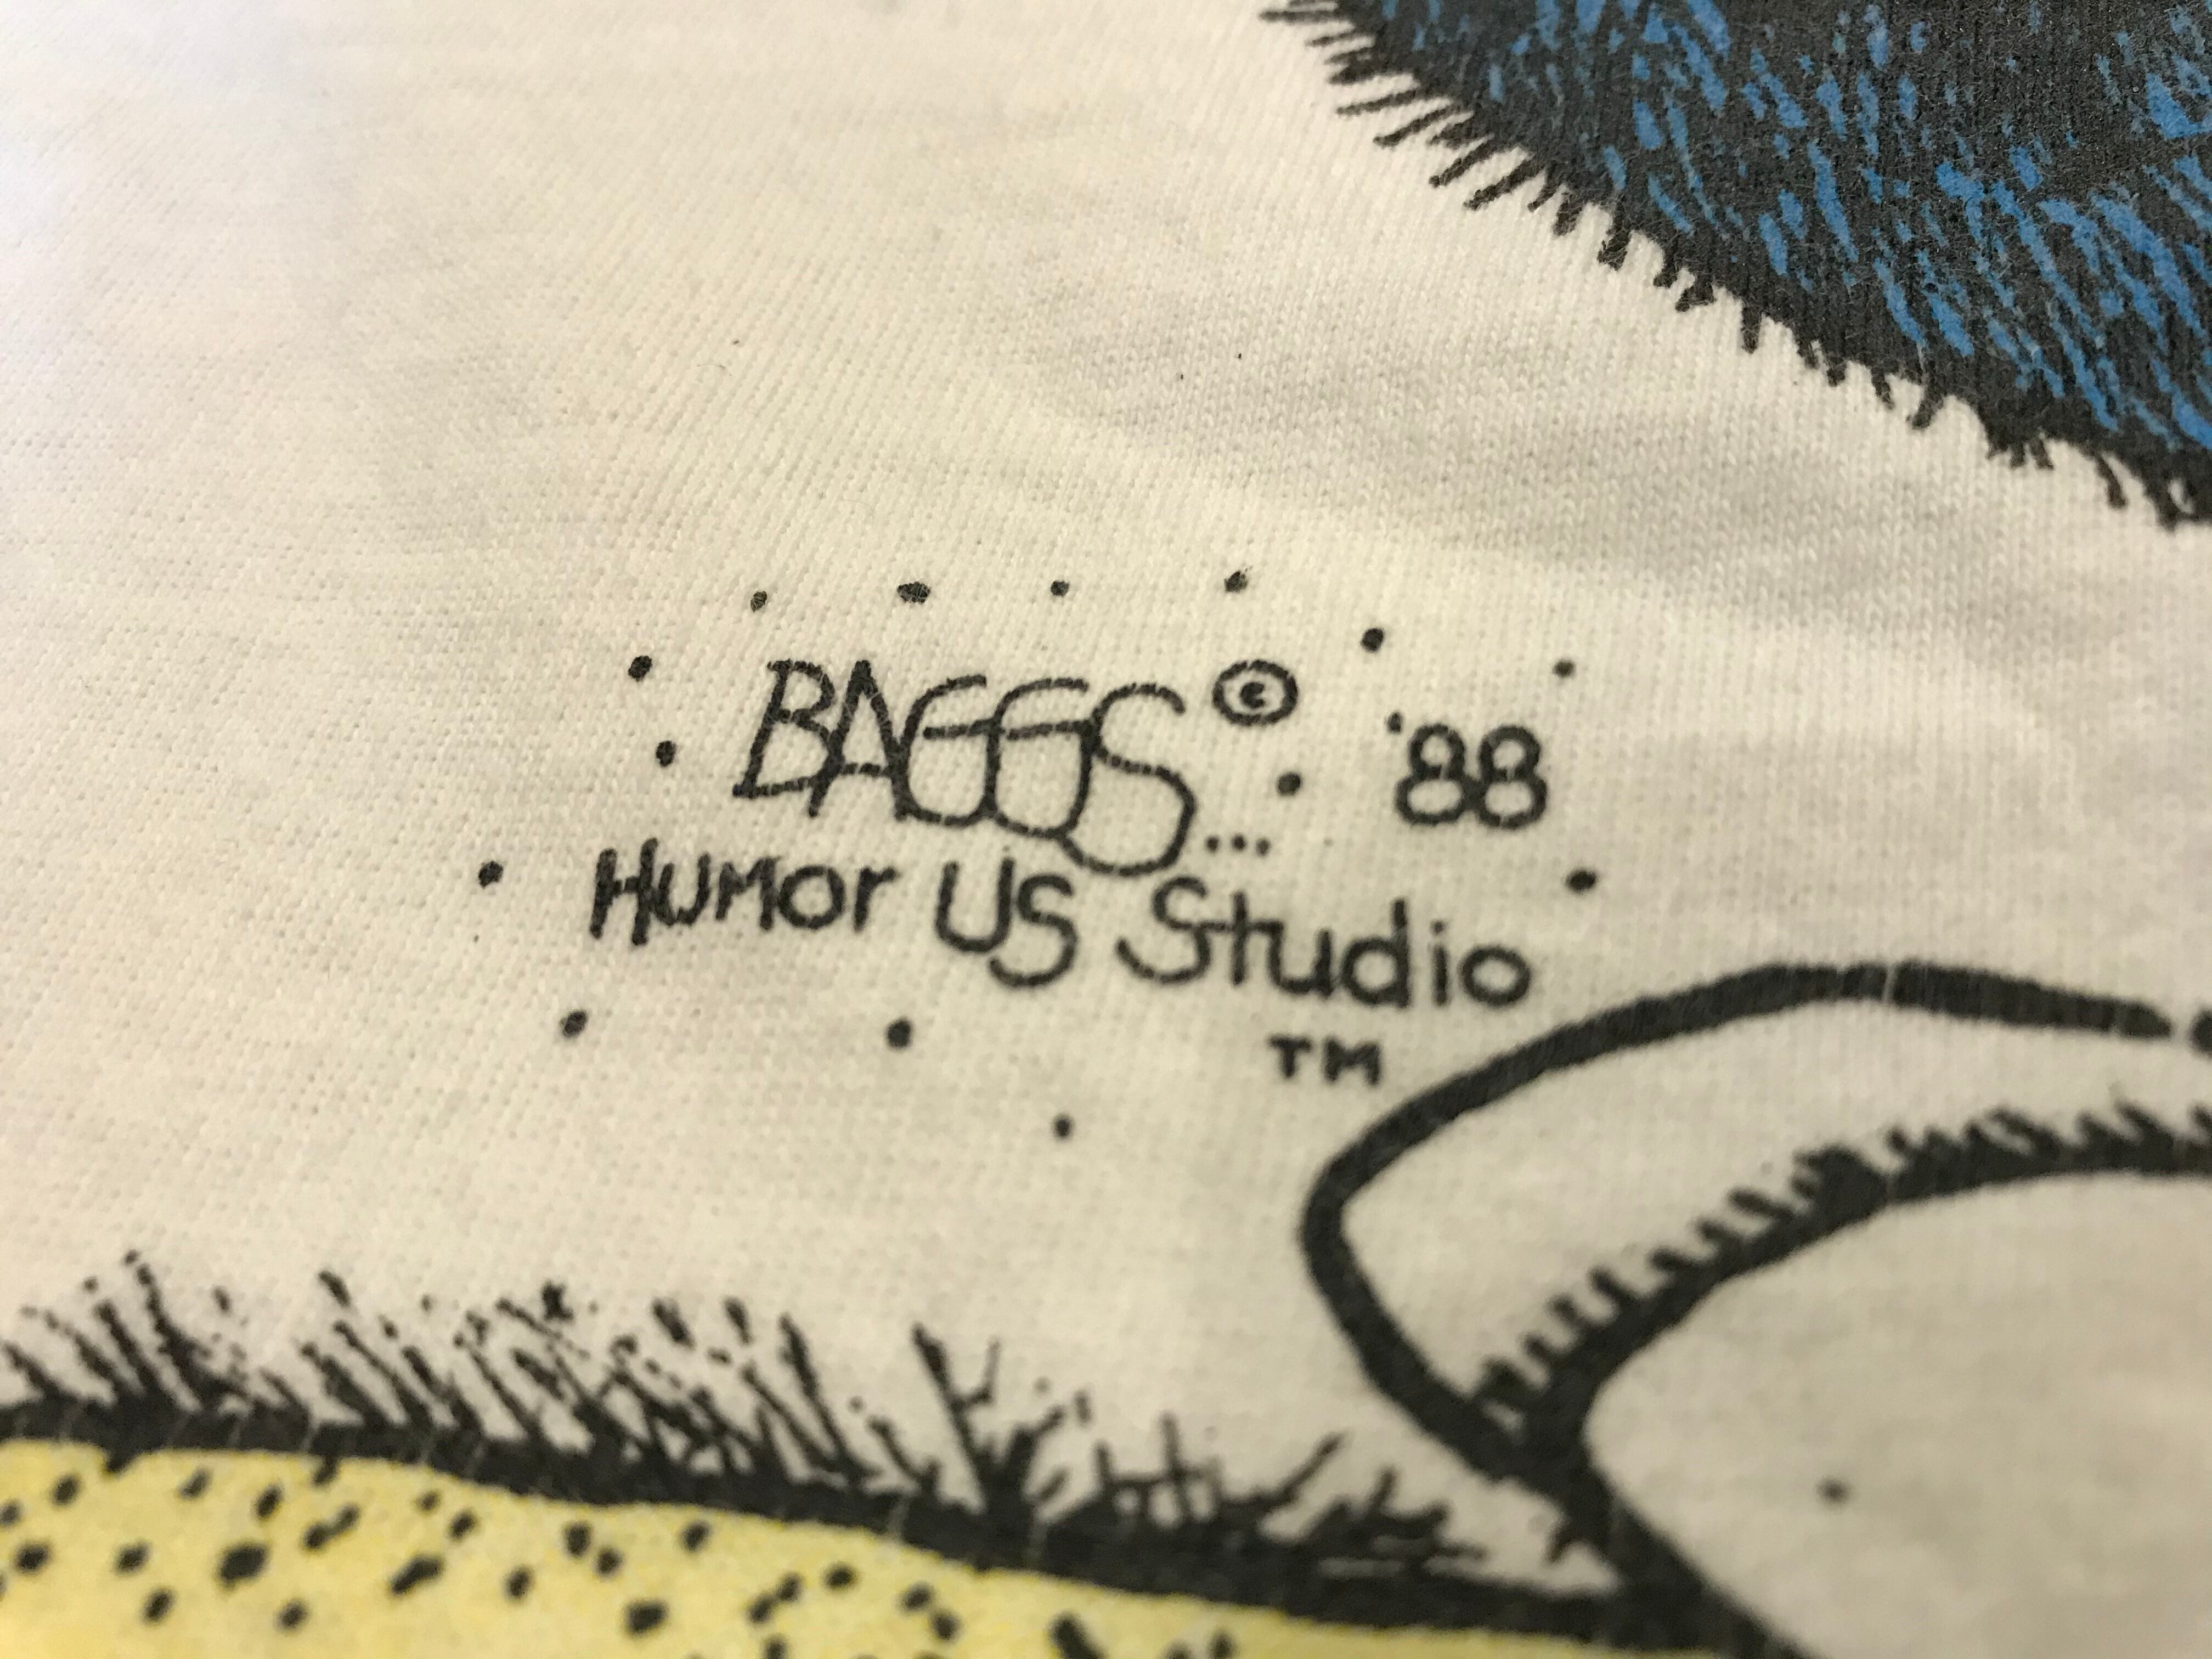 BAGGS...© '88
Humor US Studio
TM